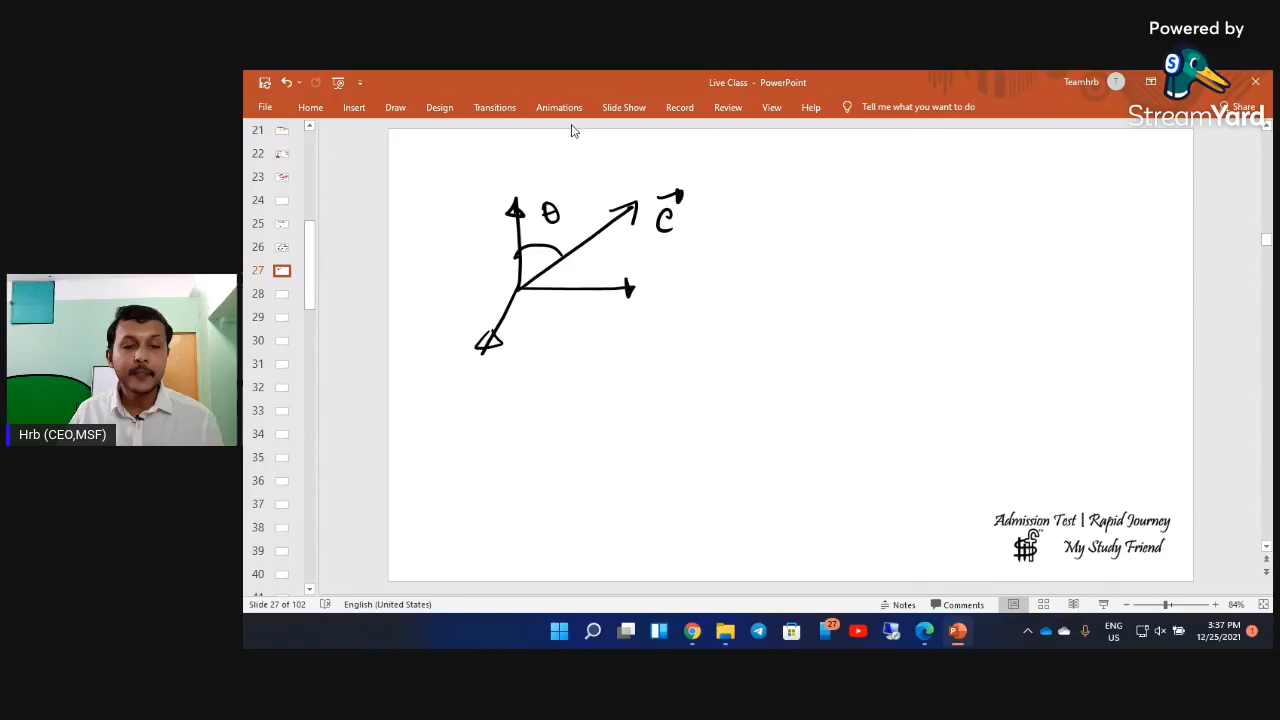 Powered by
S
StreamYard
Live Class - PowerPoint
Teamhrb
T
File
Home
Insert
Draw
Design
Transitions
Animations
Slide Show
Record
Review
View
Help
Tell me what you want to do
Share
21
22
23
24
25
26
27
28
29
30
31
32
33
34
35
36
37
38
39
40
θ
C
Hrb (CEO,MSF)
Admission Test | Rapid Journey
My Study Friend
Slide 27 of 102
English (United States)
Notes
Comments
84%
27
ENG
US
3:37 PM
12/25/2021
1